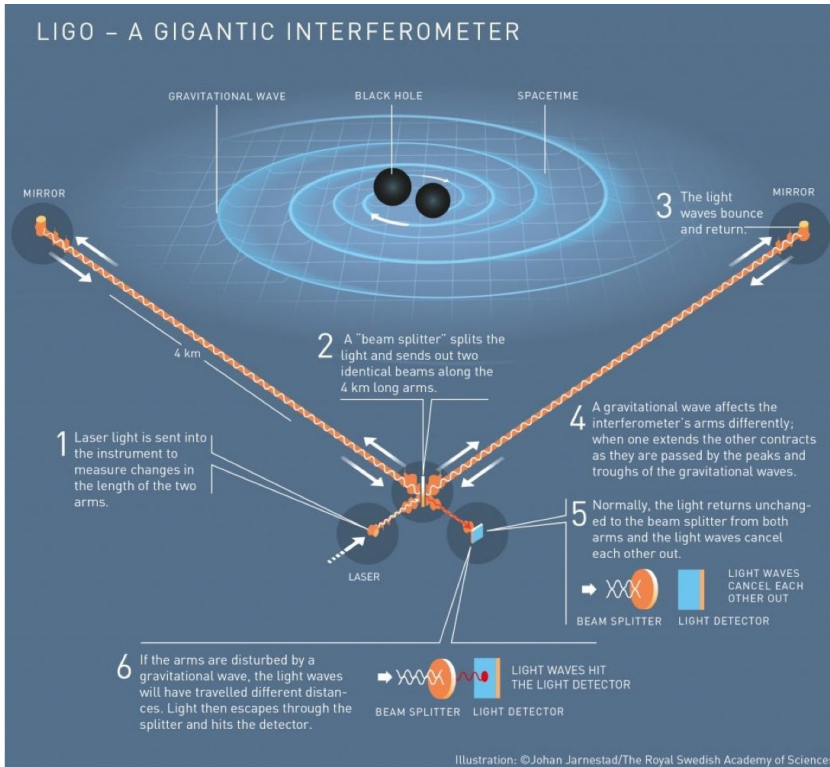 LIGO – A GIGANTIC INTERFEROMETER
GRAVITATIONAL WAVE
BLACK HOLE
SPACETIME
MIRROR
MIRROR
3 The light
waves bounce
and return.
4 km
2 A "beam splitter" splits the
light and sends out two
identical beams along the
4 km long arms.
1 Laser light is sent into
the instrument to
measure changes in
the length of the two
arms.
4 A gravitational wave affects the
interferometer's arms differently;
when one extends the other contracts
as they are passed by the peaks and
troughs of the gravitational waves.
5 Normally, the light returns unchang-
ed to the beam splitter from both
arms and the light waves cancel
each other out.
LASER
LIGHT WAVES
CANCEL EACH
OTHER OUT
BEAM SPLITTER
LIGHT DETECTOR
6 If the arms are disturbed by a
gravitational wave, the light waves
will have travelled different distan-
ces. Light then escapes through the
splitter and hits the detector.
LIGHT WAVES HIT
THE LIGHT DETECTOR
BEAM SPLITTER
LIGHT DETECTOR
Illustration: ©Johan Jarnestad/The Royal Swedish Academy of Science